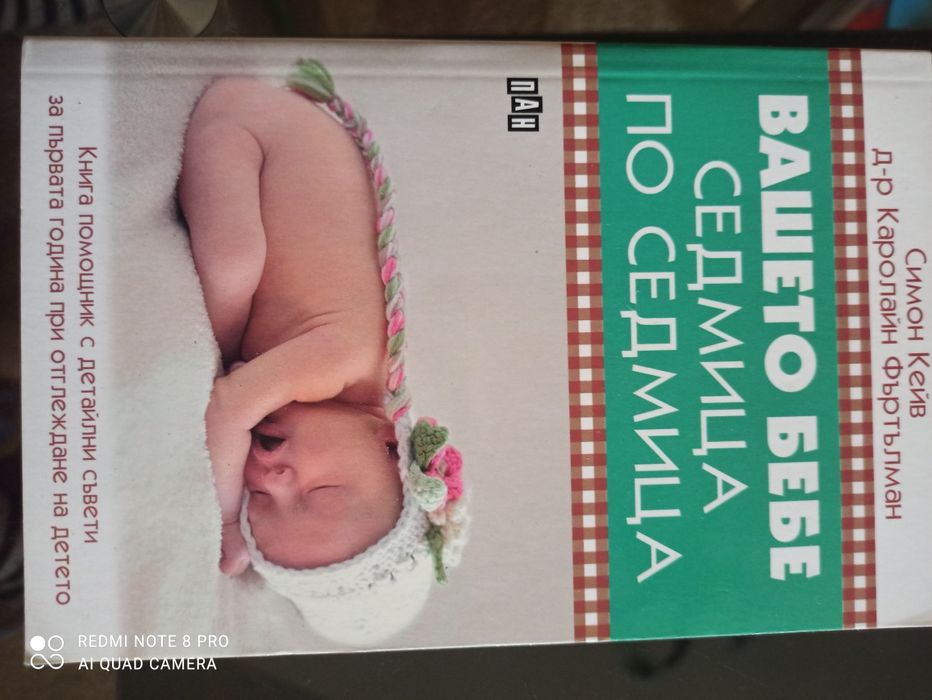 Симон Кейв
д-р Каролайн Фъртълман
ВАШЕТО БЕБЕ
СЕДМИЦА
ПО СЕДМИЦА
ПАН
Книга помощник с детайлни съвети
за първата година при отглеждане на детето
REDMI NOTE 8 PRO
AI QUAD CAMERA